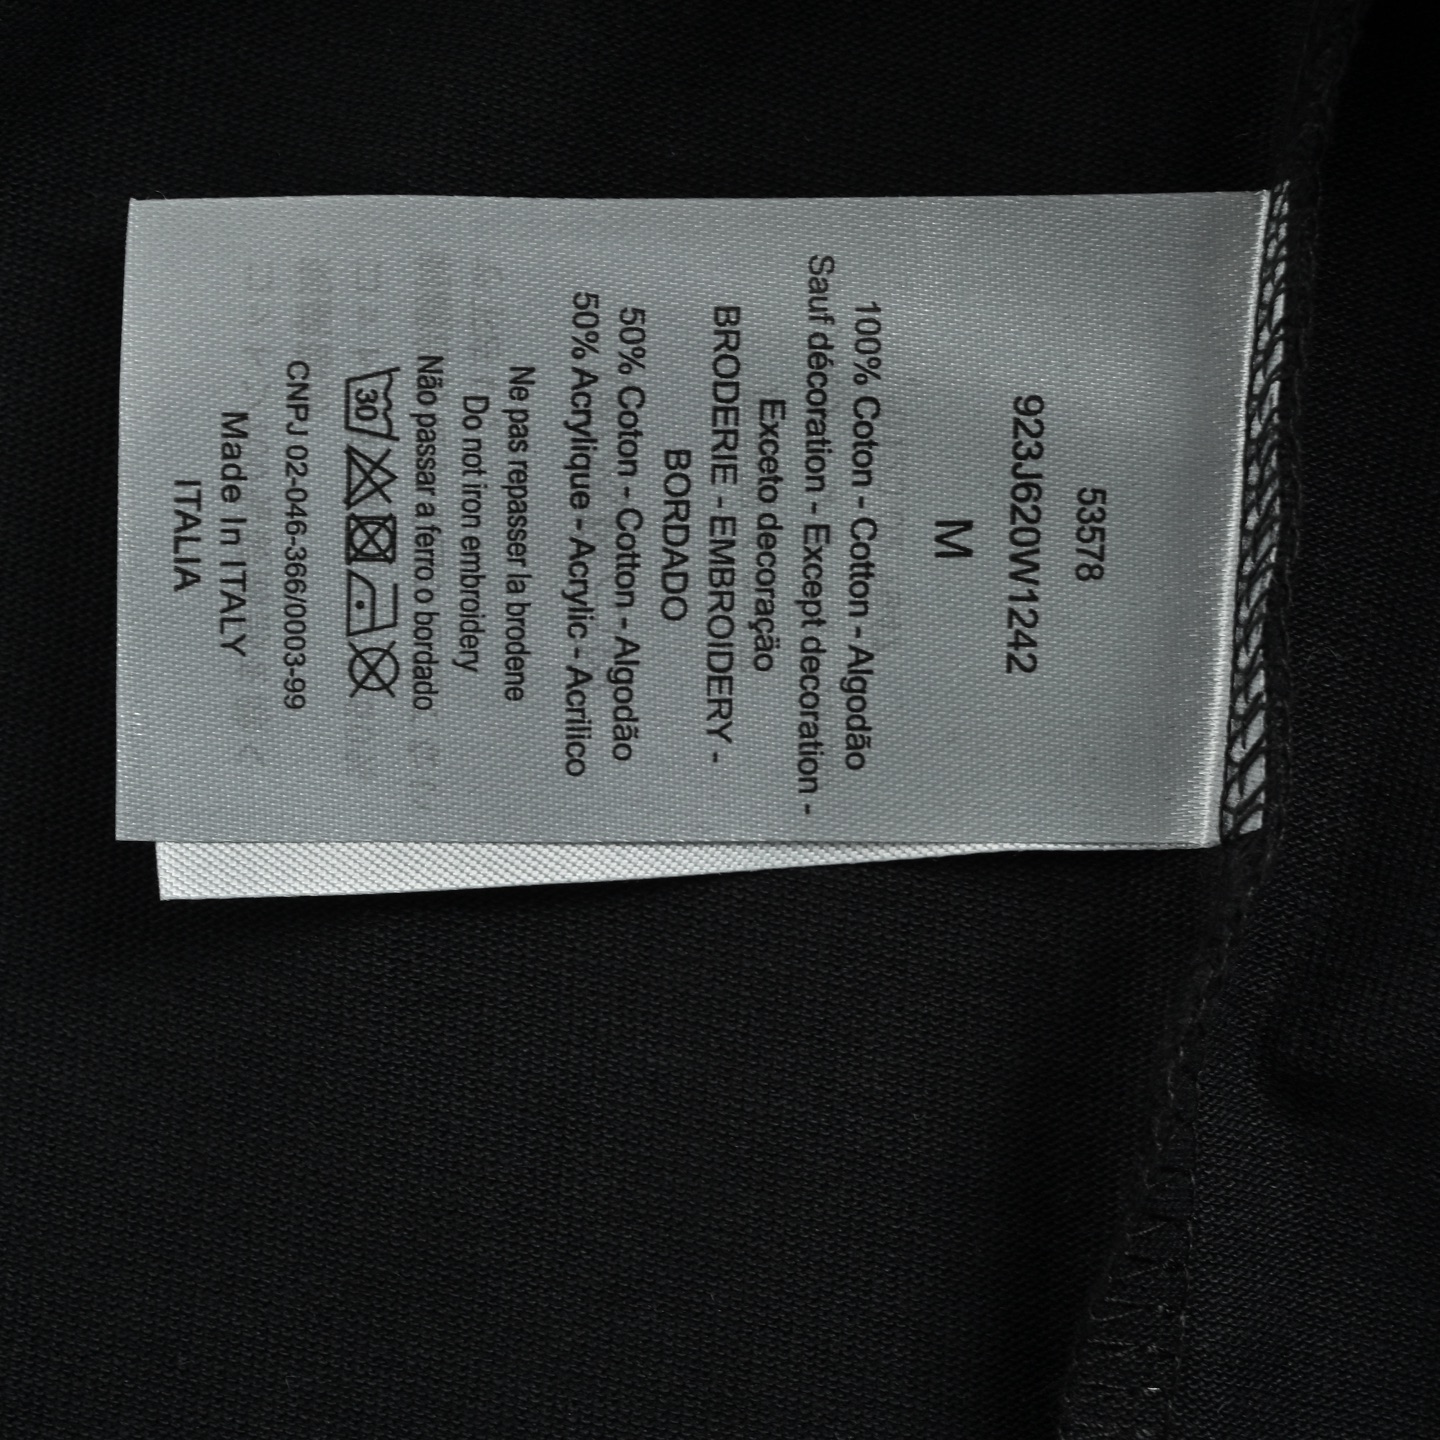 53578
923J620W1242
M
100% Coton - Cotton - Algodão
Sauf décoration - Except decoration -
Exceto decoração
BRODERIE - EMBROIDERY -
BORDADO
50% Coton - Cotton - Algodão
50% Acrylique - Acrylic - Acrilico
Ne pas repasser la brodene
Do not iron embroidery
Não passar a ferro o bordado
30
CNPJ 02-046-366/0003-99
Made In ITALY
ITALIA